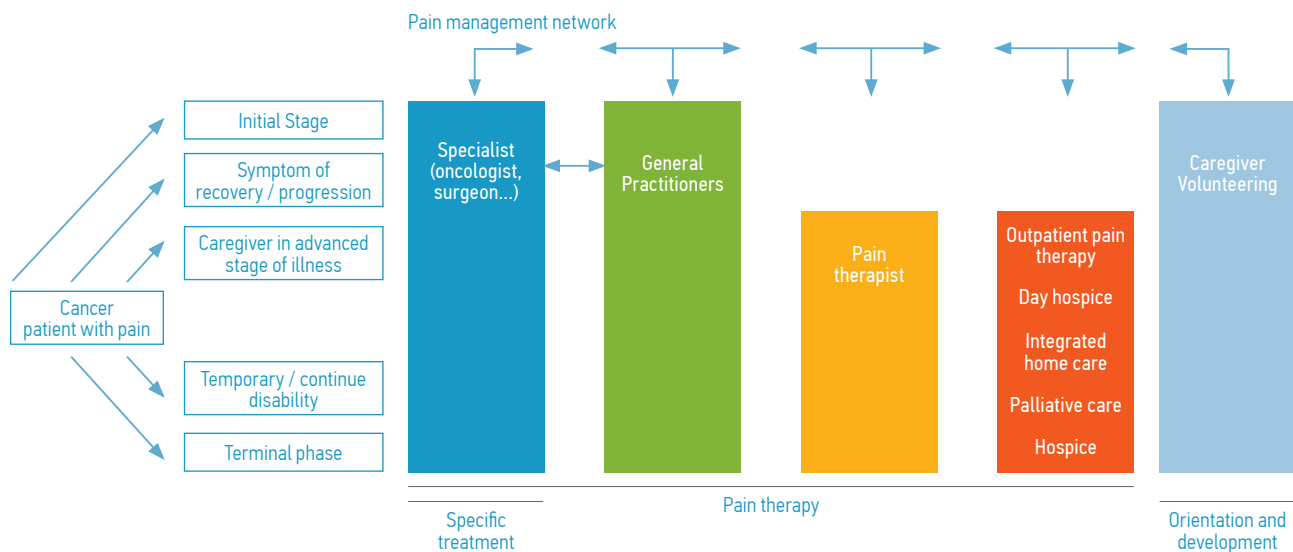 Pain management network
Initial Stage
Symptom of
recovery / progression
Caregiver in advanced
stage of illness
Cancer
patient with pain
Temporary / continue
disability
Terminal phase
Specialist
(oncologist,
surgeon...)
General
Practitioners
Pain
therapist
Outpatient pain
therapy
Day hospice
Integrated
home care
Palliative care
Hospice
Caregiver
Volunteering
Pain therapy
Specific
treatment
Orientation and
development